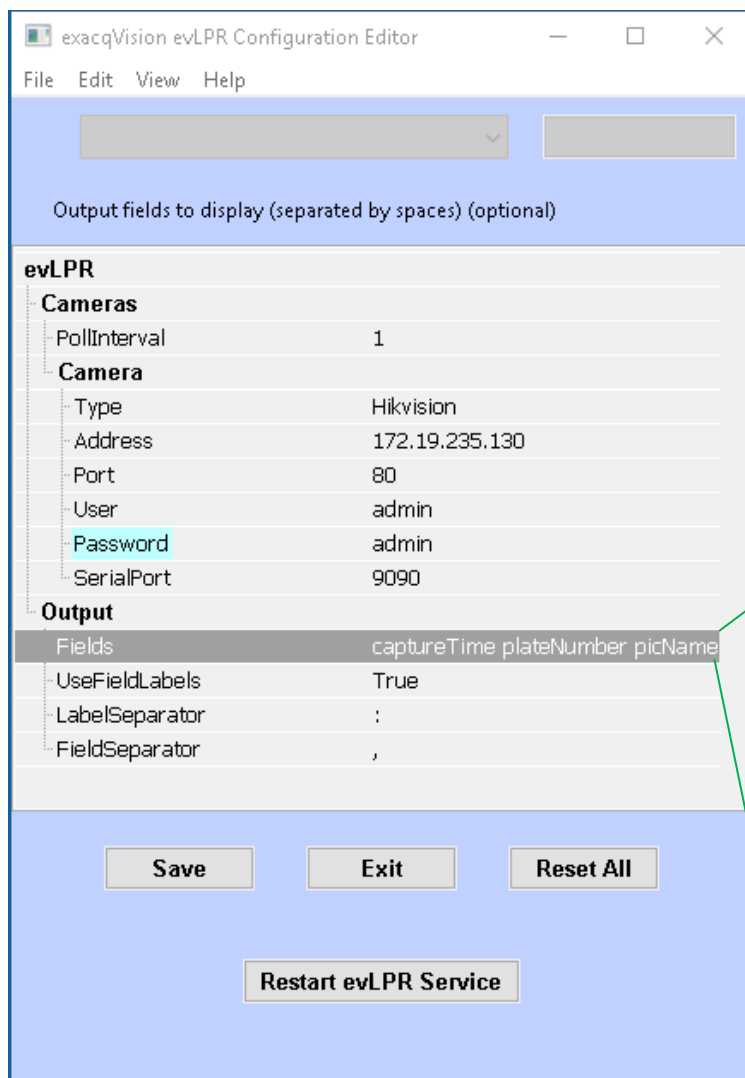 exacqVision evLPR Configuration Editor
File Edit View Help
Output fields to display (separated by spaces) (optional)
evLPR
Cameras
PollInterval 1
Camera
Type Hikvision
Address 172.19.235.130
Port 80
User admin
Password admin
SerialPort 9090
Output
Fields captureTime plateNumber picName
UseFieldLabels True
LabelSeparator :
FieldSeparator ,
Save Exit Reset All
Restart evLPR Service